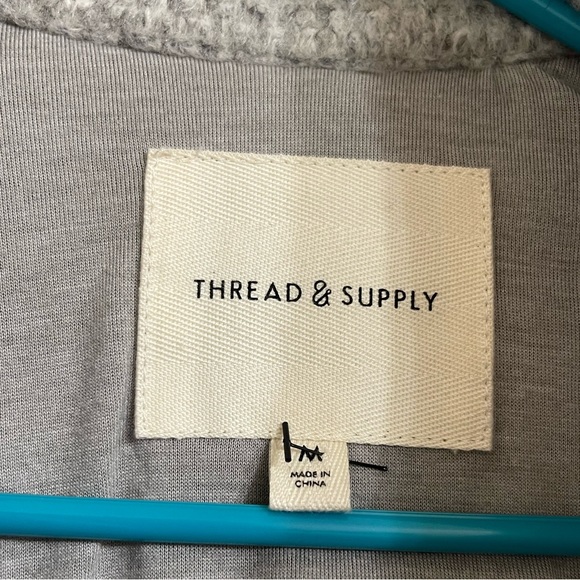 THREAD & SUPPLY
M
MADE IN
CHINA